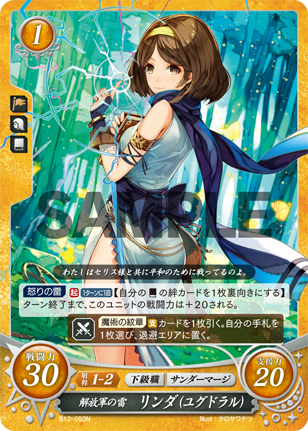 1
SAMPLE
わたしはセリス様と共に平和のために戦ってるのよ。
怒りの雷 起 1ターンに1回 【自分の の絆カードを1枚裏向きにする】
ターン終了まで、このユニットの戦闘力は+20される。
魔術の紋章 支 カードを1枚引く。自分の手札を
1枚選び、退避エリアに置く。
戦闘力 30
射程 1-2 下級職 サンダーマージ
支援力 20
解放軍の雷 リンダ(ユグドラル)
B12-093N
Illust:クロサワテツ